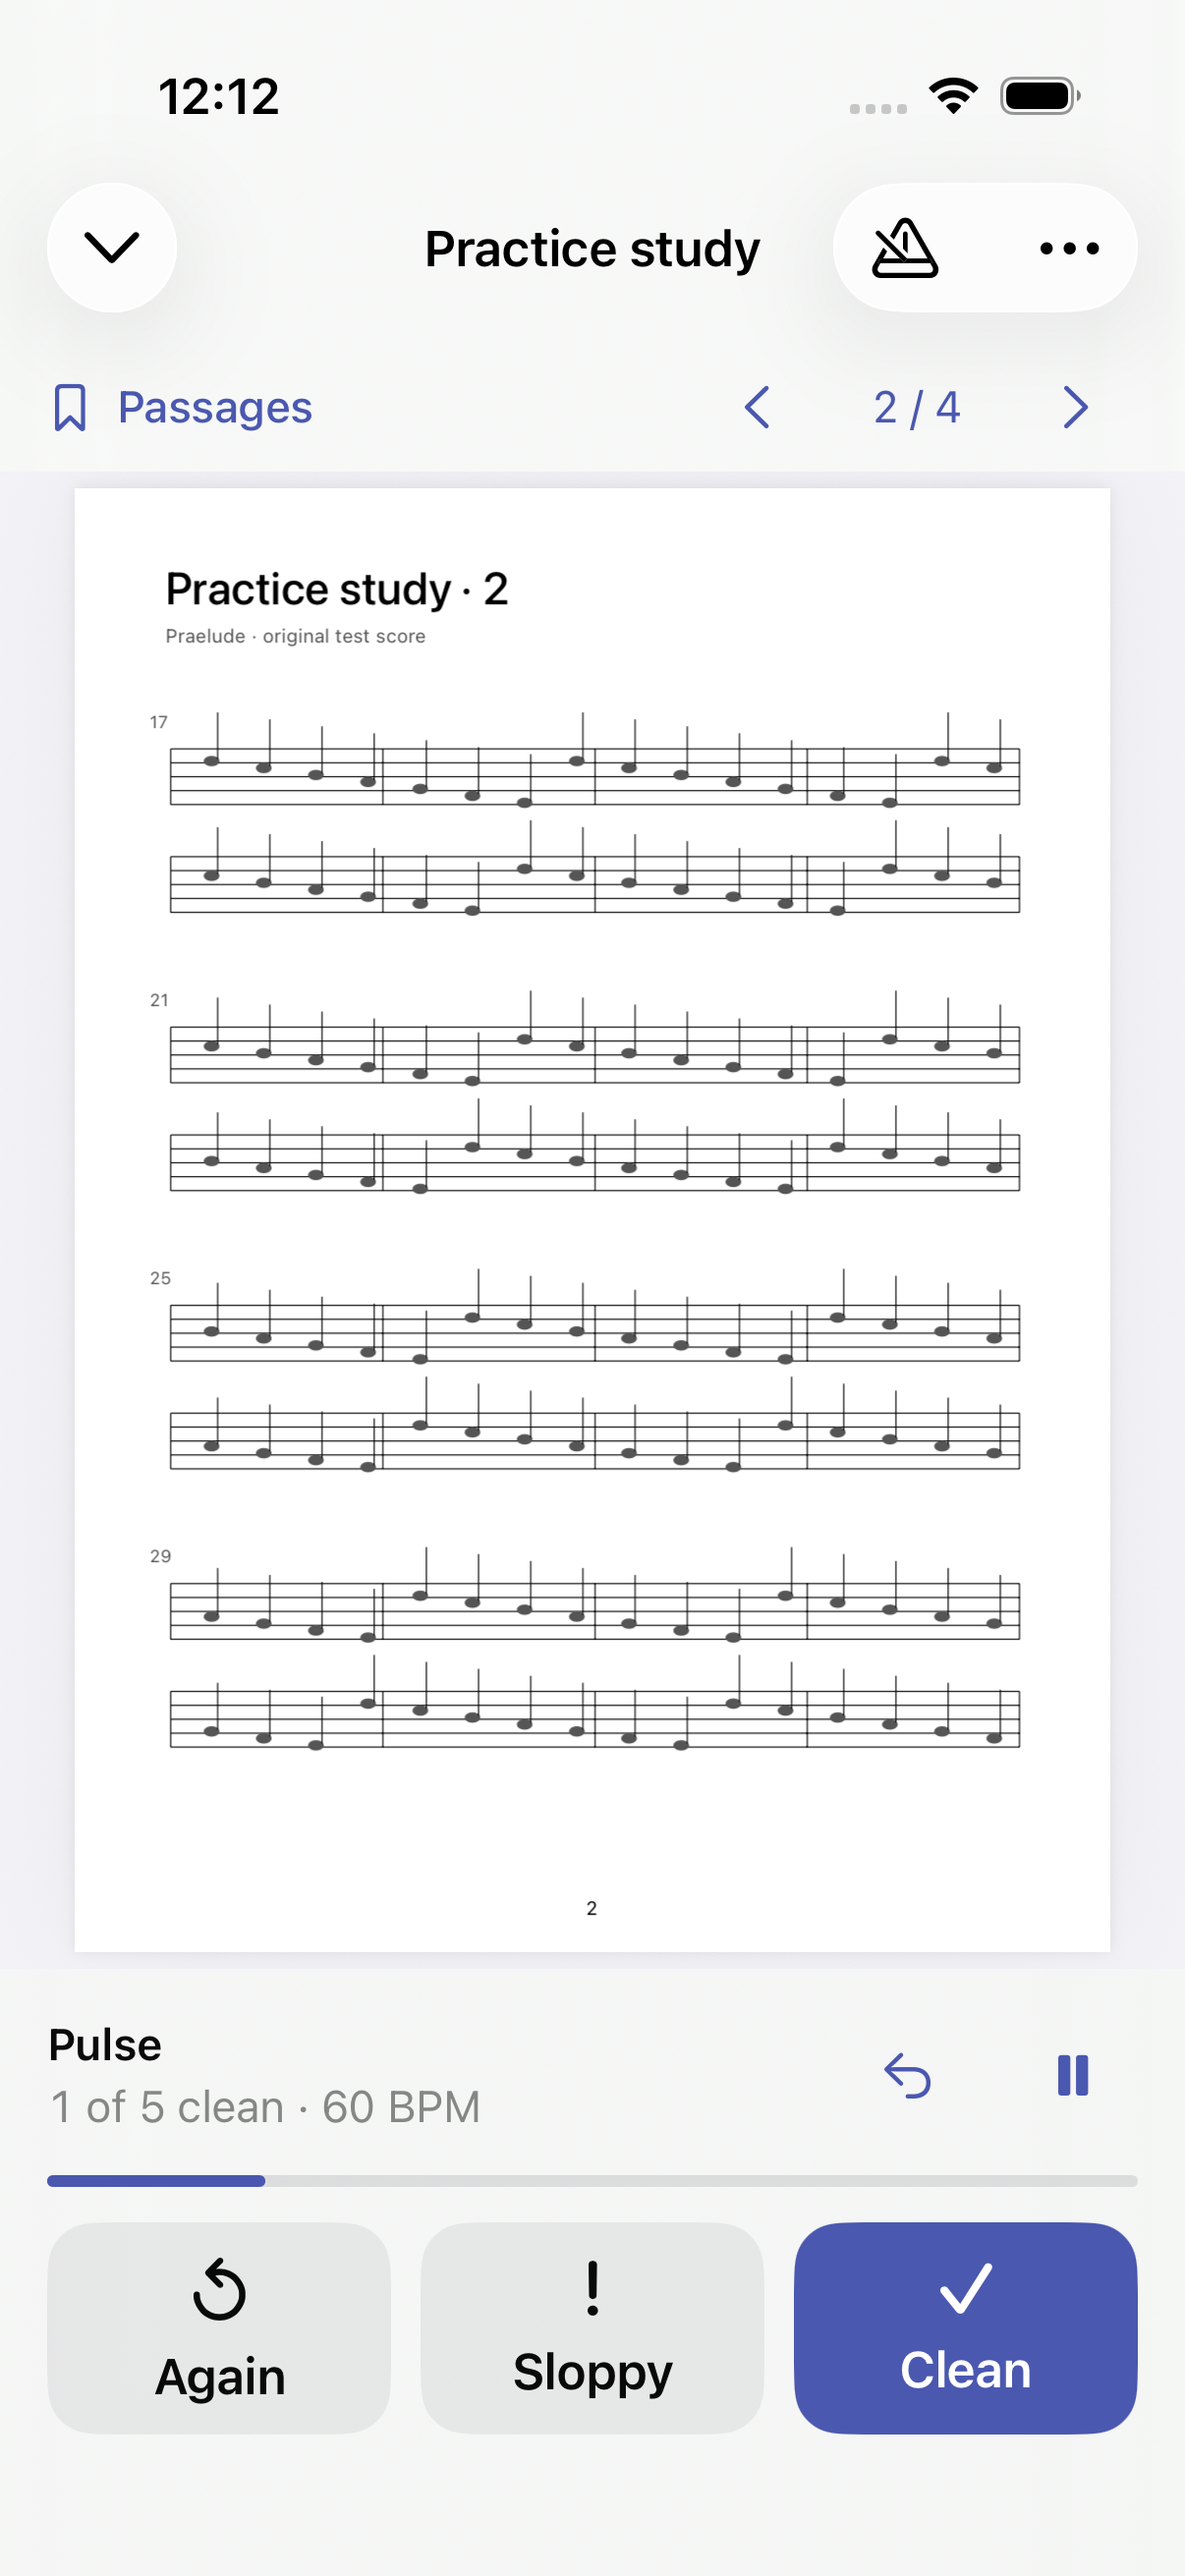 12:12
Practice study
Passages
2 / 4
Practice study · 2
Praelude · original test score
17
21
25
29
2
Pulse
1 of 5 clean · 60 BPM
Again
Sloppy
Clean